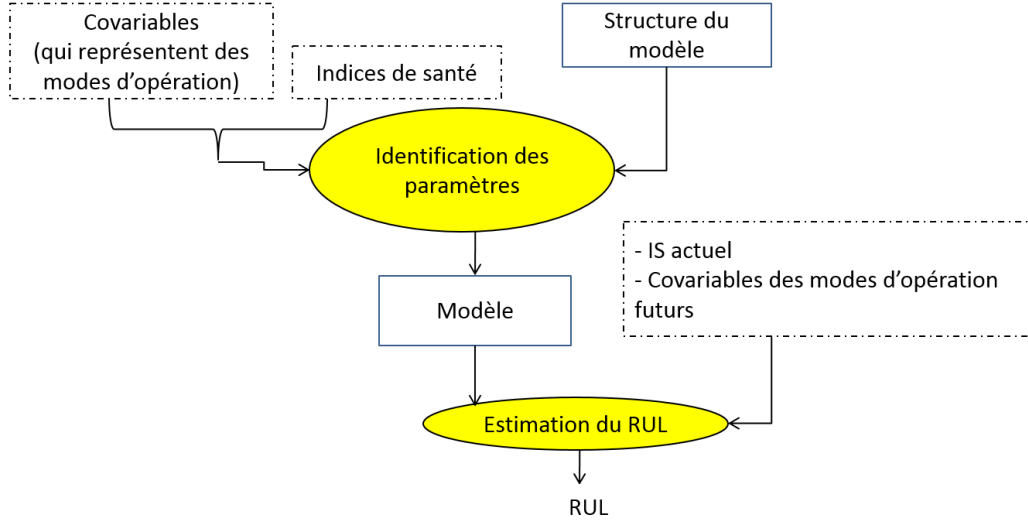 Covariables
(qui représentent des
modes d'opération)
Indices de santé
Structure du
modèle
Identification des
paramètres
- IS actuel
- Covariables des modes d'opération
futurs
Modèle
Estimation du RUL
RUL